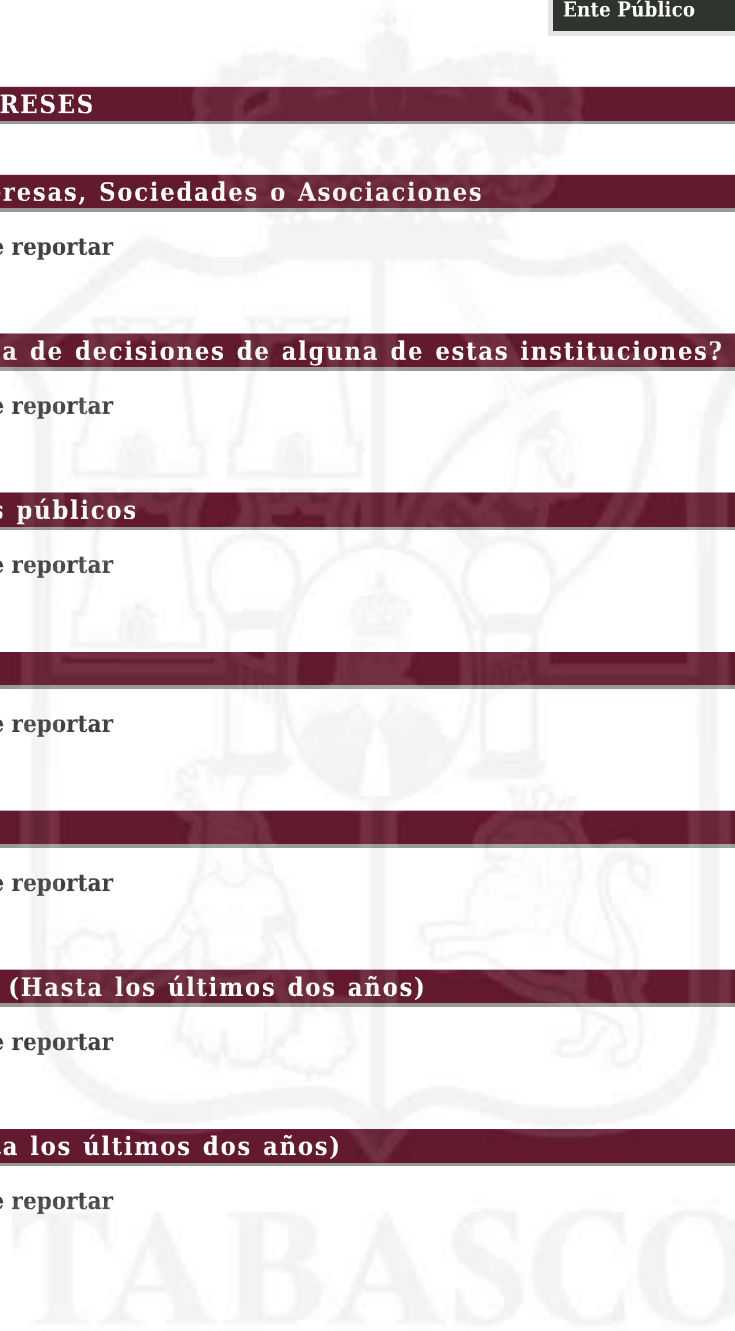 Ente Público
RESES
resas, Sociedades o Asociaciones
e reportar
a de decisiones de alguna de estas instituciones?
e reportar
s públicos
e reportar
e reportar
e reportar
(Hasta los últimos dos años)
e reportar
a los últimos dos años)
e reportar
TABASCO